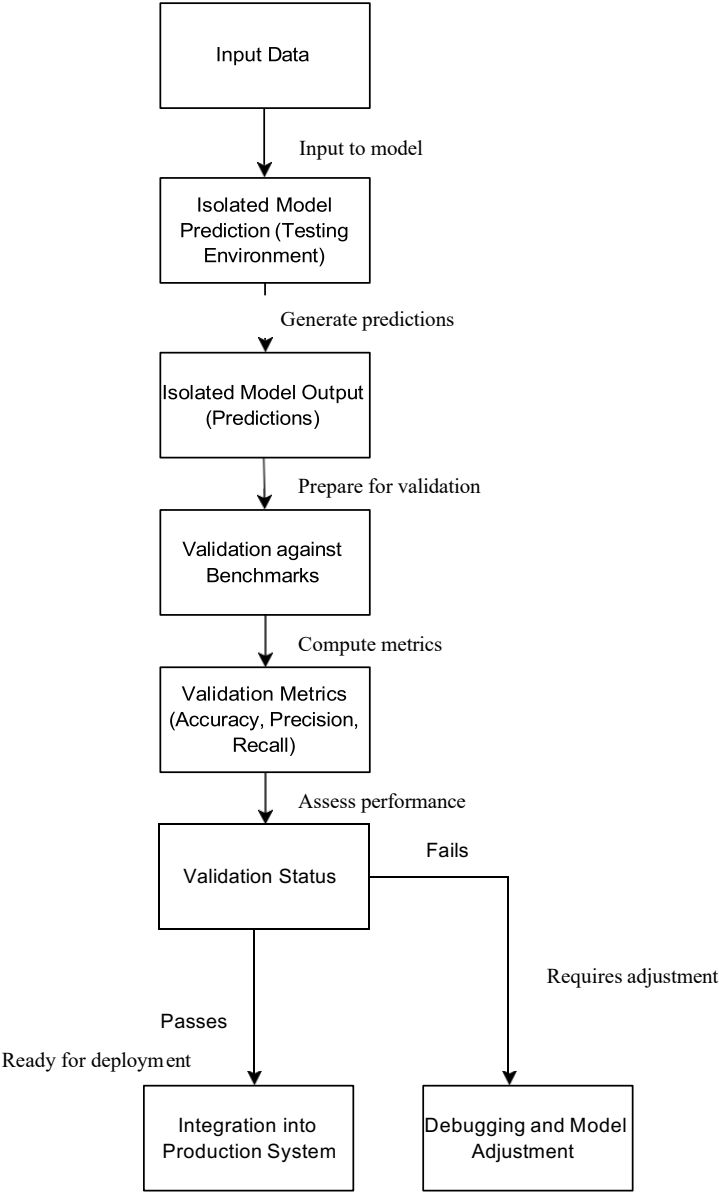 Input Data
Input to model
Isolated Model
Prediction (Testing
Environment)
Generate predictions
Isolated Model Output
(Predictions)
Prepare for validation
Validation against
Benchmarks
Compute metrics
Validation Metrics
(Accuracy, Precision,
Recall)
Assess performance
Validation Status
Fails
Requires adjustment
Passes
Ready for deployment
Integration into
Production System
Debugging and Model
Adjustment